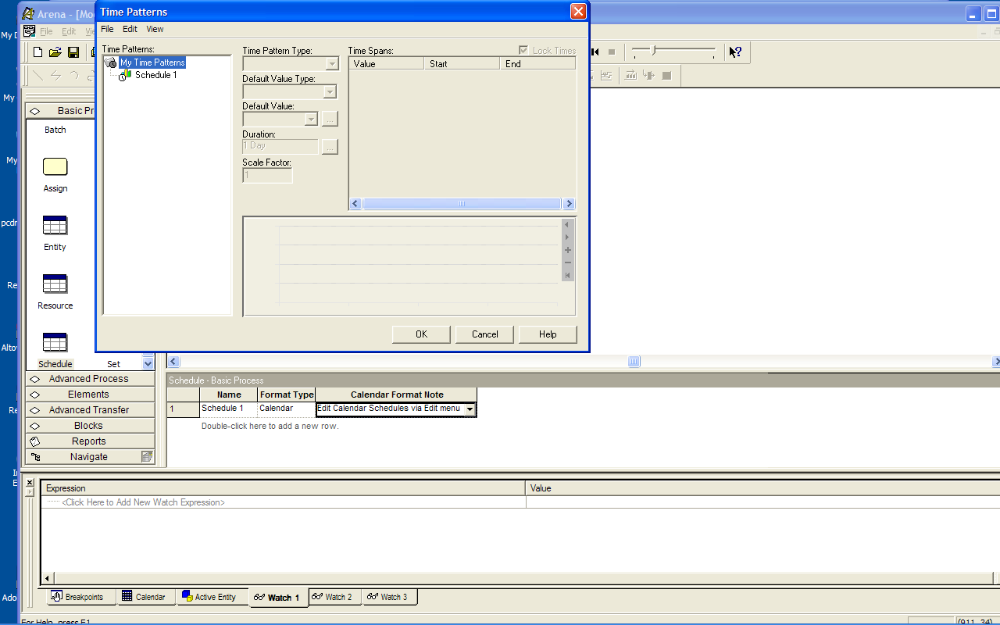 Time Patterns
Arena - [Mo
File Edit View
File Edit Vi
My D
Time Patterns:
My Time Patterns
Schedule 1
Time Pattern Type:
Default Value Type:
Default Value:
...
Duration:
1 Day
...
Scale Factor:
1
Time Spans:
Lock Times
Value Start End
OK Cancel Help
My
My
pcdr
Re
Alto
Re
Ado
Basic Pr
Batch
Assign
Entity
Resource
Schedule Set
Advanced Process
Elements
Advanced Transfer
Blocks
Reports
Navigate
Schedule - Basic Process
Name Format Type Calendar Format Note
1 Schedule 1 Calendar Edit Calendar Schedules via Edit menu
Double-click here to add a new row.
Expression Value
<Click Here to Add New Watch Expression>
Breakpoints Calendar Active Entity Watch 1 Watch 2 Watch 3
For Help, press F1
(911, 34)